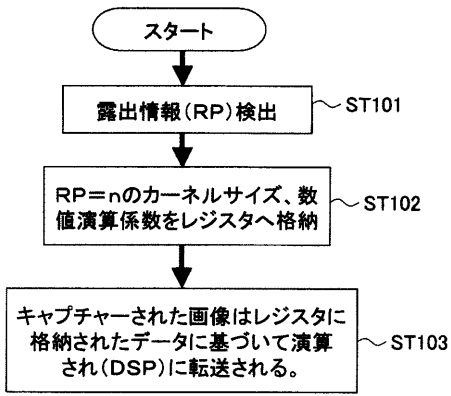 スタート
露出情報(RP)検出
ST101
RP=nのカーネルサイズ、数
値演算係数をレジスタへ格納
ST102
キャプチャーされた画像はレジスタに
格納されたデータに基づいて演算
され(DSP)に転送される。
ST103